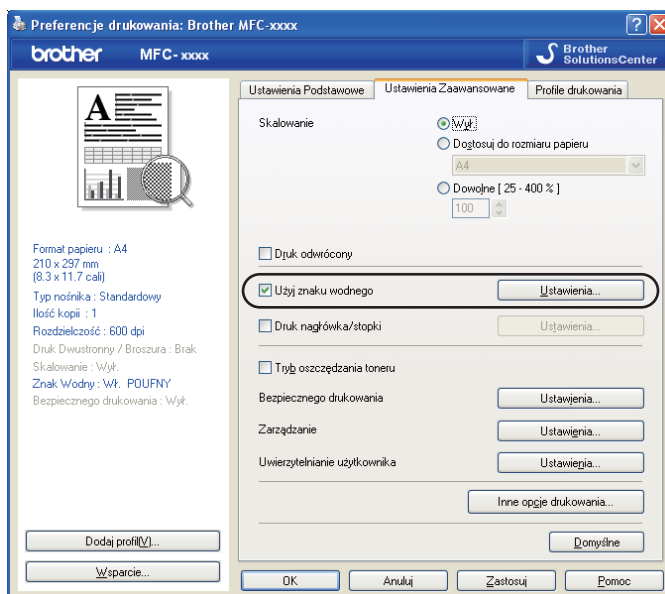 Preferencje drukowania: Brother MFC-xxxx
brother MFC- xxxx
Brother
SolutionsCenter
Ustawienia Podstawowe Ustawienia Zaawansowane Profile drukowania
A
Skalowanie
Wył.
Dostosuj do rozmiaru papieru
A4
Dowolne [ 25 - 400 % ]
100
Druk odwrócony
Użyj znaku wodnego Ustawienia...
Druk nagłówka/stopki Ustawienia...
Tryb oszczędzania toneru
Bezpiecznego drukowania Ustawienia...
Zarządzanie Ustawienia...
Uwierzytelnianie użytkownika Ustawienia...
Inne opcje drukowania...
Domyślne
Format papieru : A4
210 x 297 mm
(8.3 x 11.7 cali)
Typ nośnika : Standardowy
Ilość kopii : 1
Rozdzielczość : 600 dpi
Druk Dwustronny / Broszura : Brak
Skalowanie : Wył.
Znak Wodny : Wł. POUFNY
Bezpiecznego drukowania : Wył.
Dodaj profil(V)...
Wsparcie...
OK Anuluj Zastosuj Pomoc